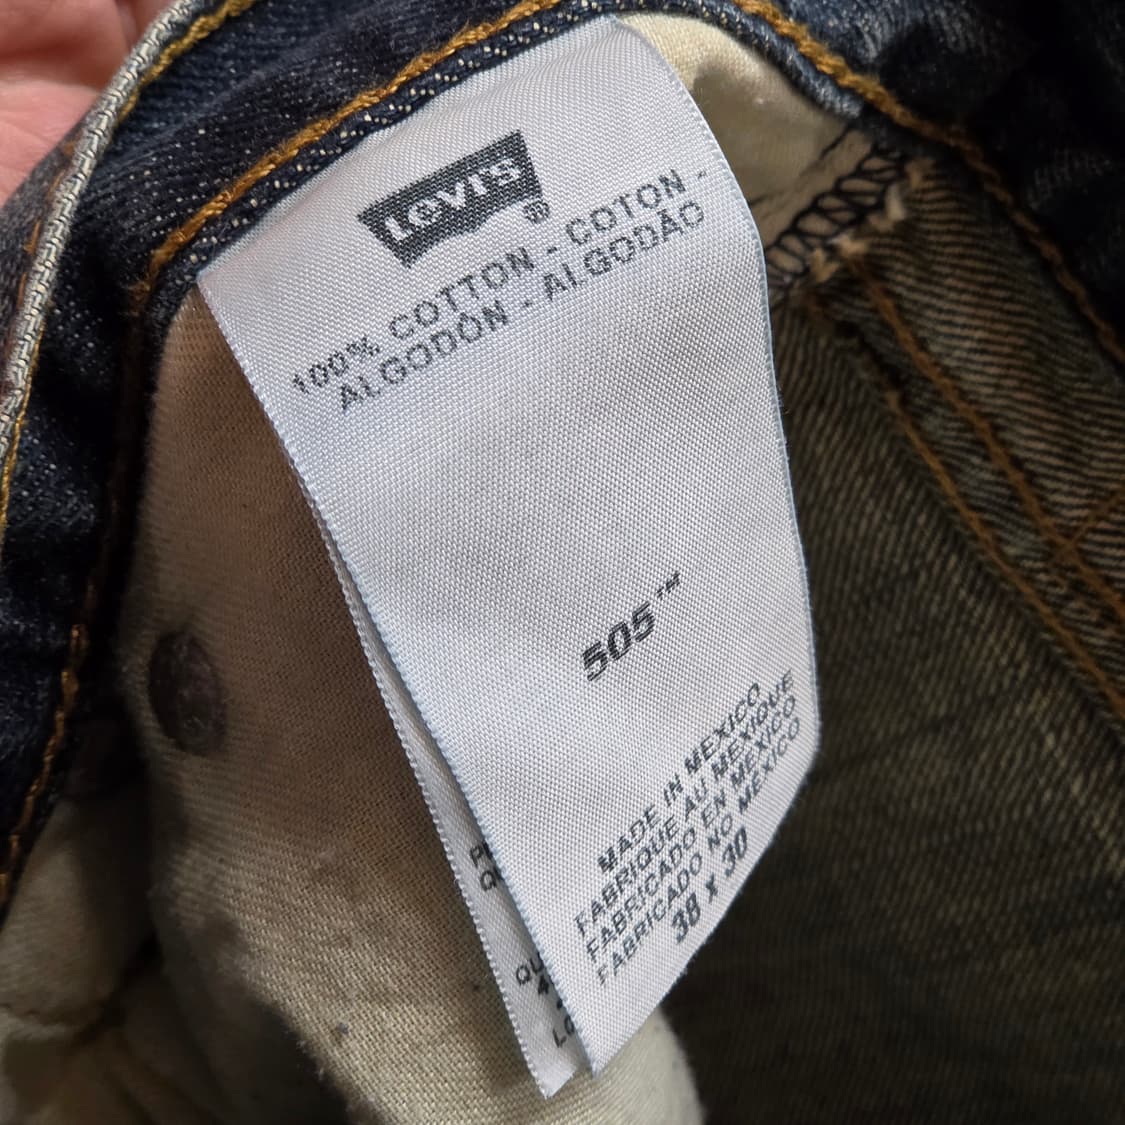 Levi's ®
100% COTTON - COTON -
ALGODÓN - ALGODÃO
505™
MADE IN MEXICO
FABRIQUE AU MEXIQUE
FABRICADO EN MEXICO
FABRICADO NO MÉXICO
38 x 30